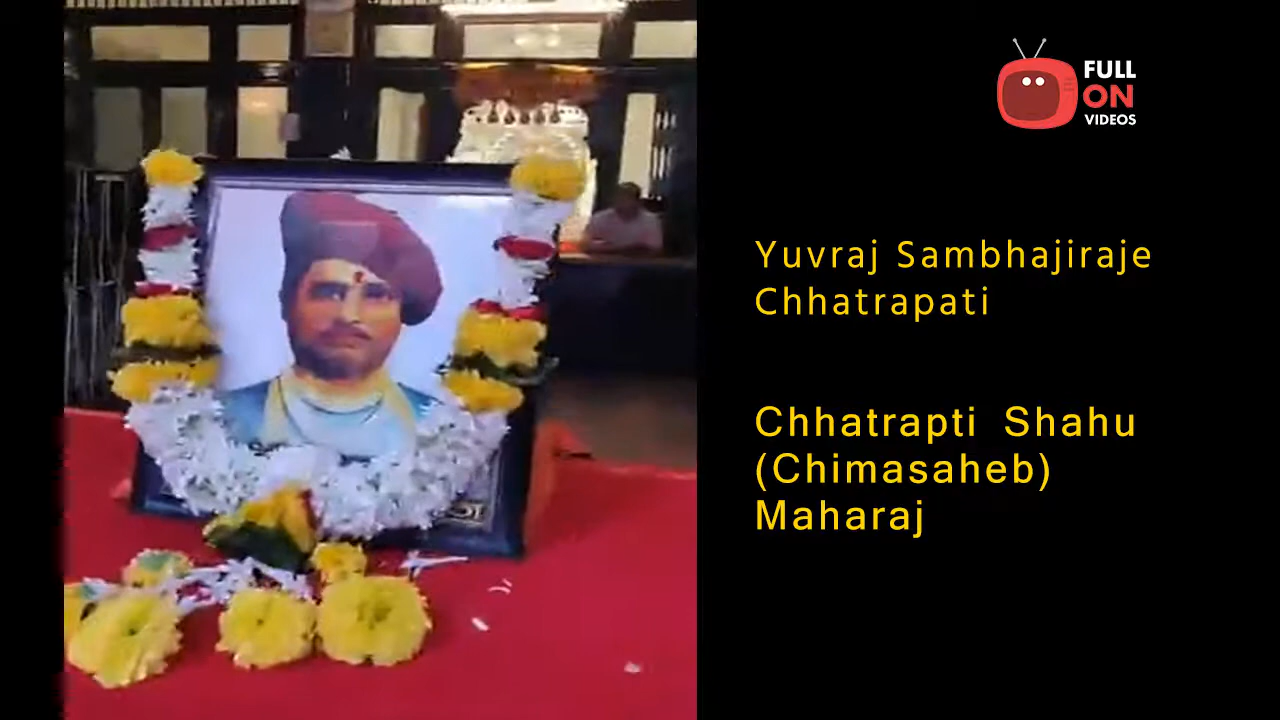 FULL
ON
VIDEOS
Yuvraj Sambhajiraje
Chhatrapati
Chhatrapti Shahu
(Chimasaheb)
Maharaj